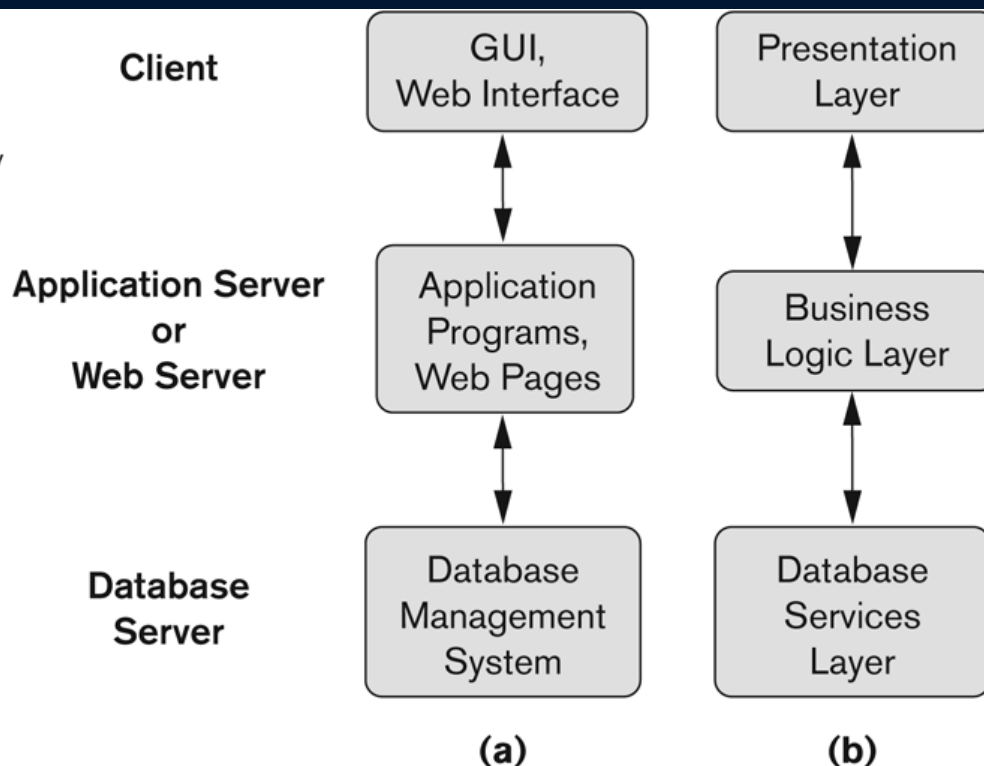 Client
GUI,
Web Interface
Presentation
Layer
Application Server
or
Web Server
Application
Programs,
Web Pages
Business
Logic Layer
Database
Server
Database
Management
System
Database
Services
Layer
(a)
(b)